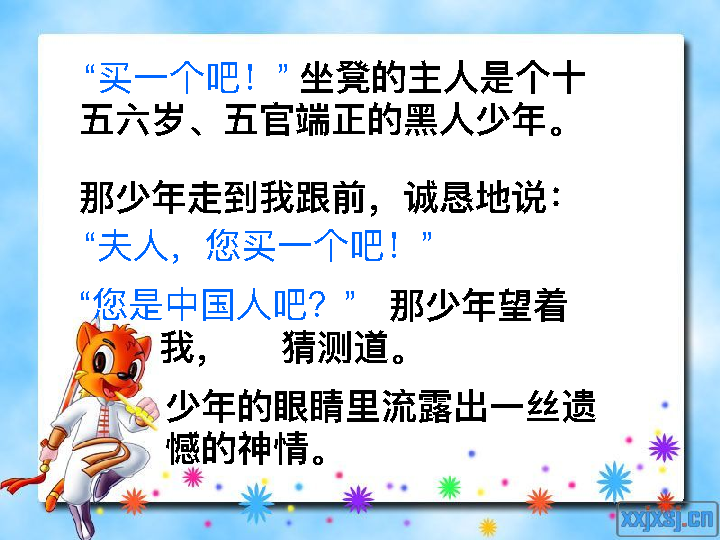 “买一个吧！” 坐凳的主人是个十
五六岁、五官端正的黑人少年。
那少年走到我跟前，诚恳地说：
“夫人，您买一个吧！”
“您是中国人吧？” 那少年望着
我， 猜测道。
少年的眼睛里流露出一丝遗
憾的神情。
xxjxsj.cn